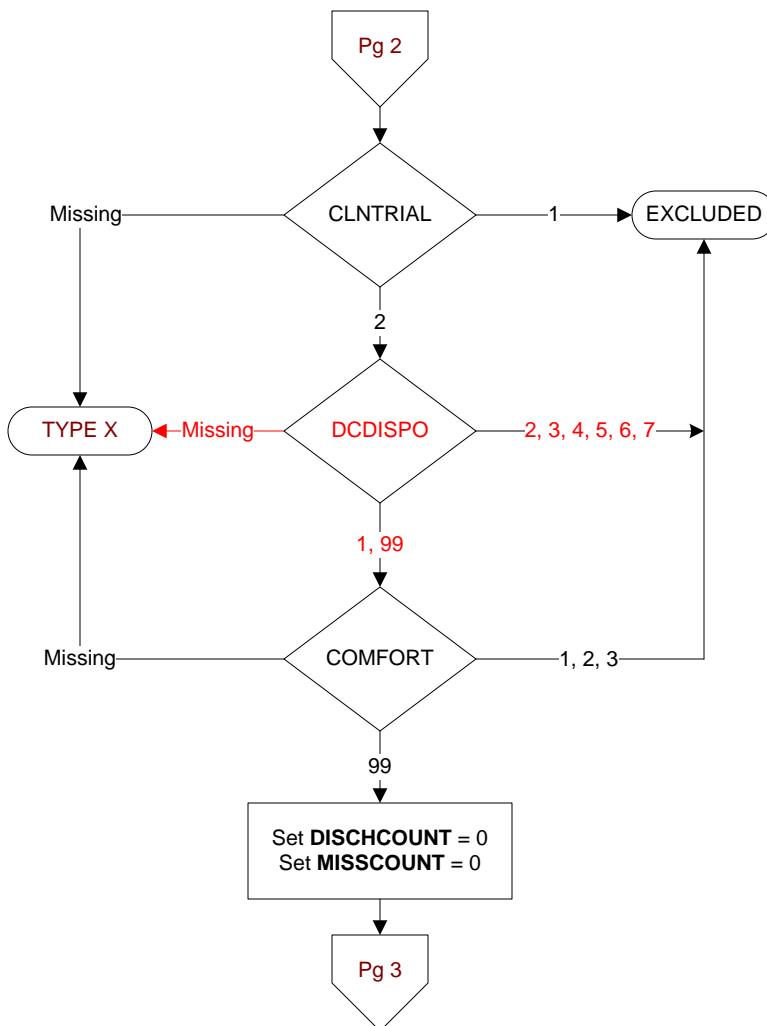 Pg 2
CLNTRIAL
Missing
1
EXCLUDED
2
TYPE X
Missing
DCDISPO
2, 3, 4, 5, 6, 7
1, 99
Missing
COMFORT
1, 2, 3
99
Set DISCHCOUNT = 0
Set MISSCOUNT = 0
Pg 3